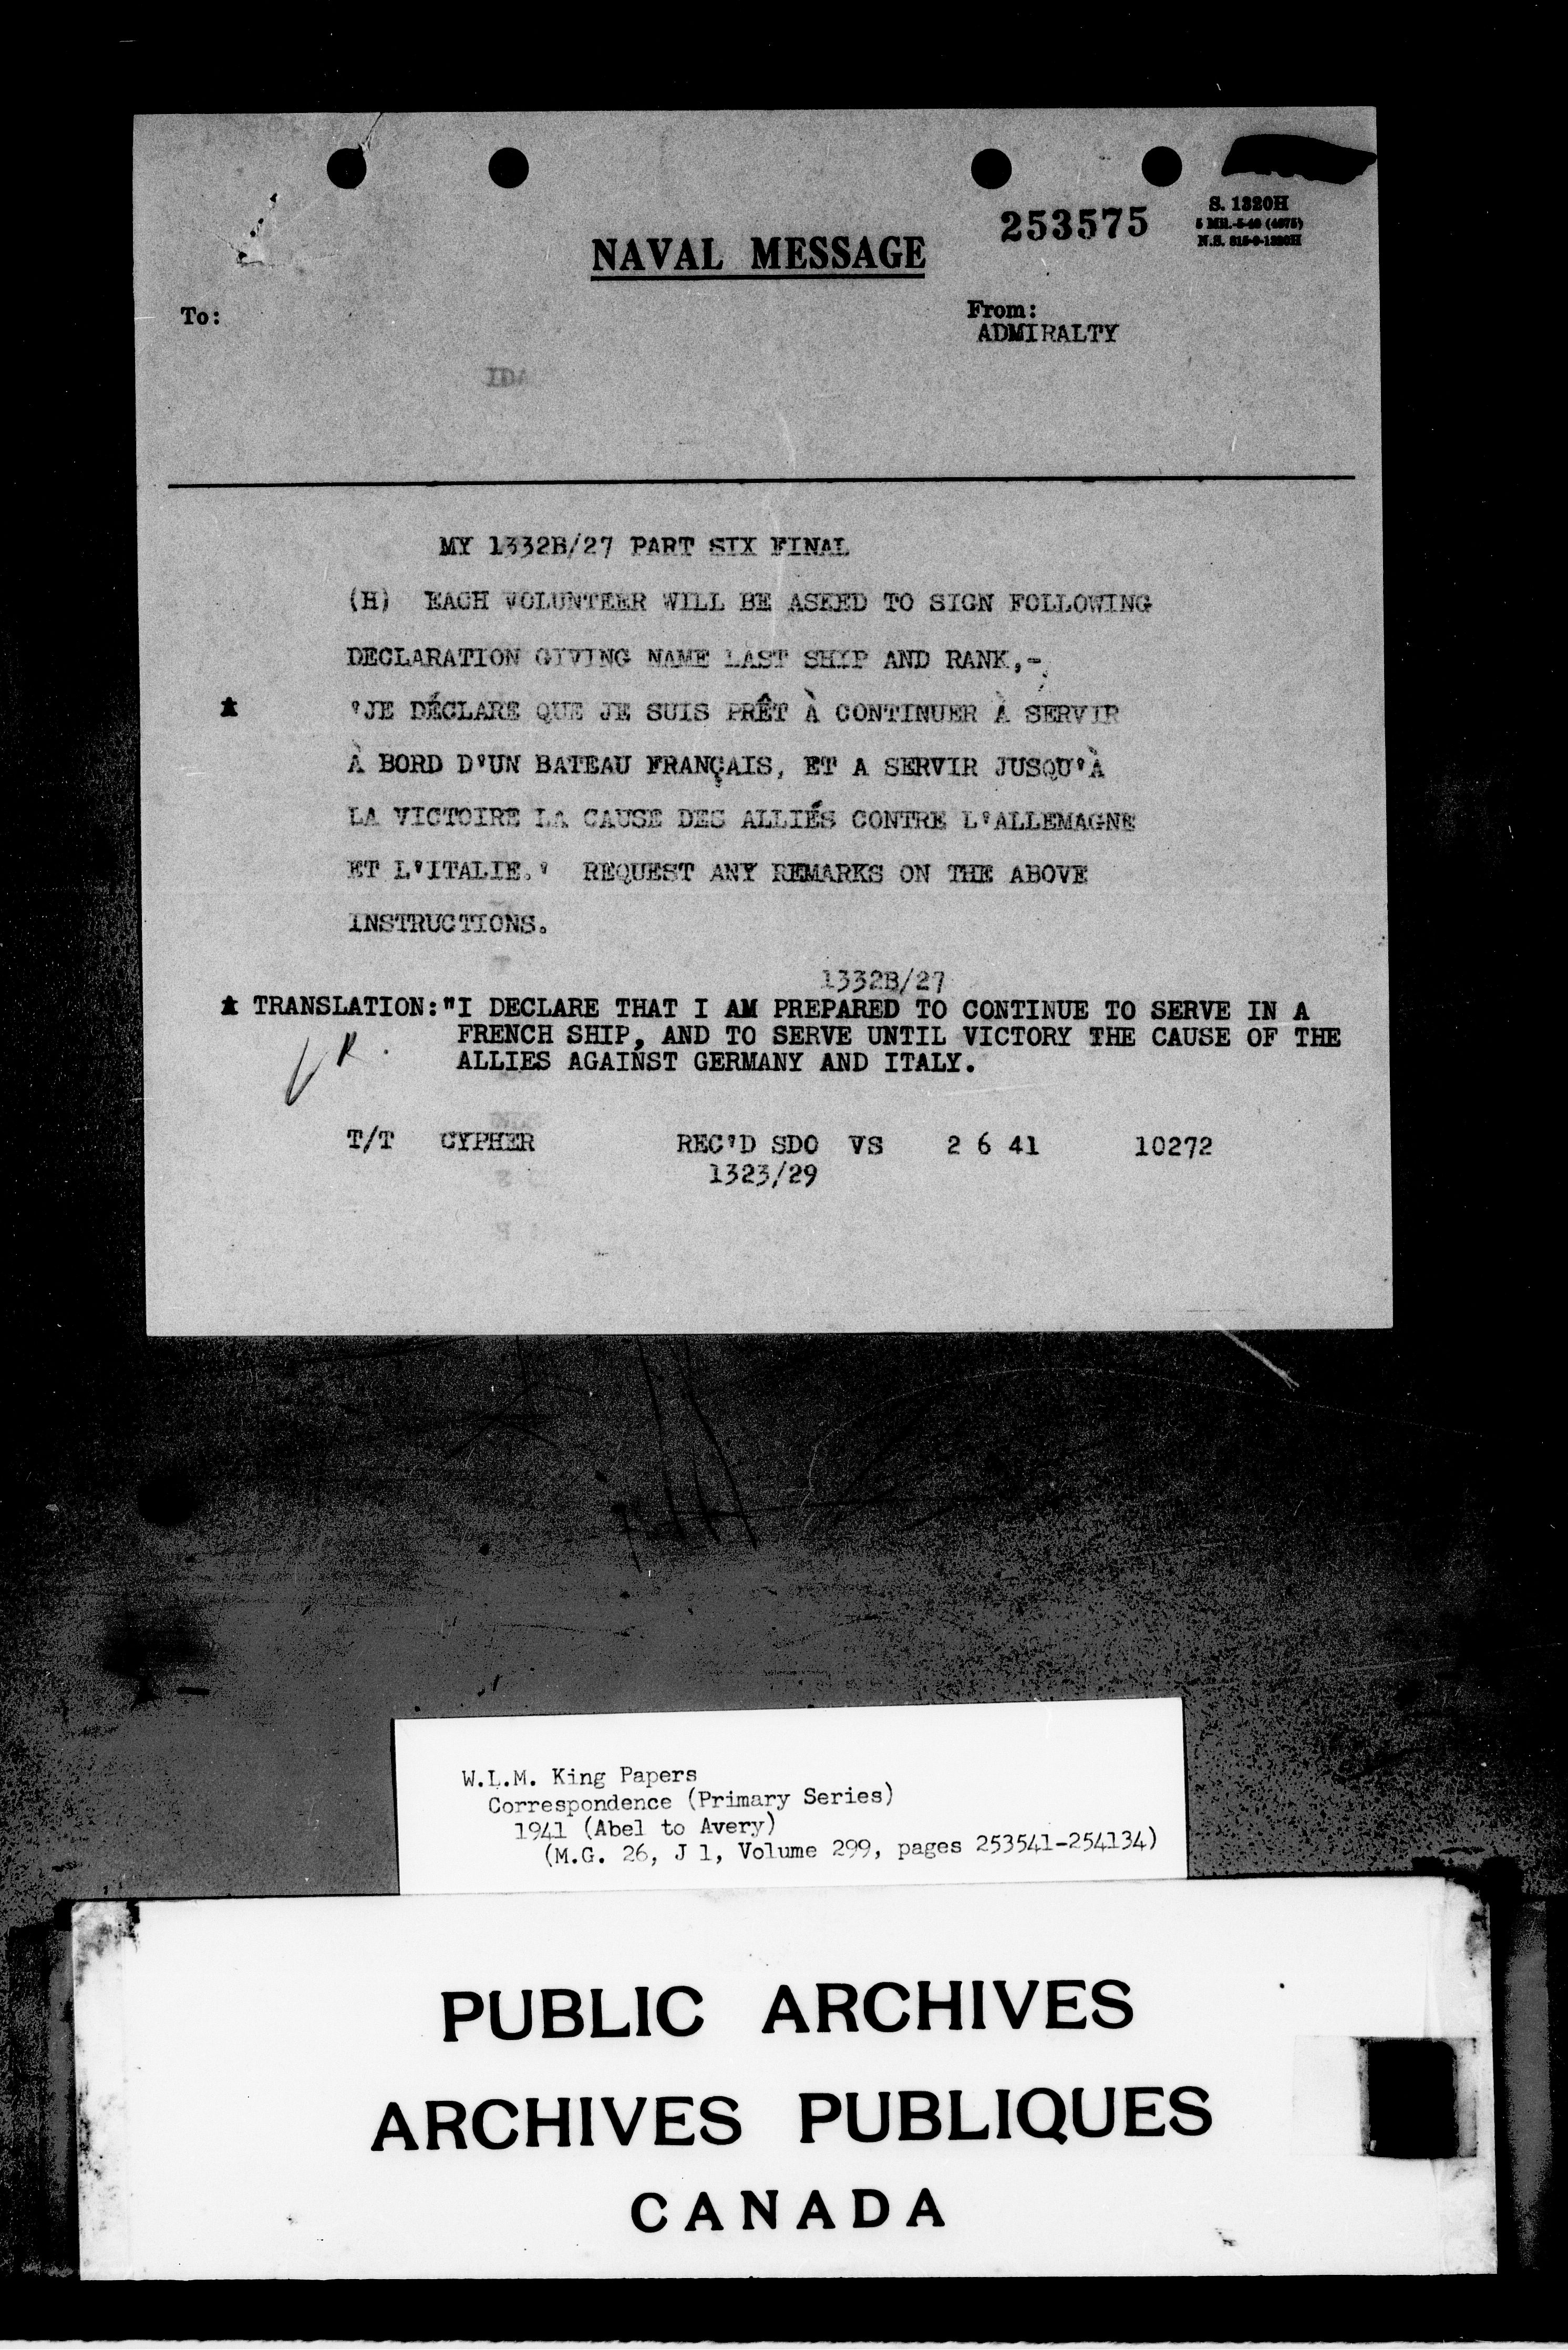 253575
S. 1320H
NAVAL MESSAGE
To:
From:
ADMIRALTY
MY 1332B/27 PART SIX FINAL
(H) EACH VOLUNTEER WILL BE ASKED TO SIGN FOLLOWING
DECLARATION GIVING NAME LAST SHIP AND RANK,-
'JE DÉCLARE QUE JE SUIS PRÊT À CONTINUER À SERVIR
À BORD D'UN BATEAU FRANÇAIS, ET A SERVIR JUSQU'À
LA VICTOIRE LA CAUSE DES ALLIÉS CONTRE L'ALLEMAGNE
ET L'ITALIE.' REQUEST ANY REMARKS ON THE ABOVE
INSTRUCTIONS.
1332B/27
TRANSLATION: "I DECLARE THAT I AM PREPARED TO CONTINUE TO SERVE IN A
FRENCH SHIP, AND TO SERVE UNTIL VICTORY THE CAUSE OF THE
ALLIES AGAINST GERMANY AND ITALY.
T/T CYPHER REC'D SDO VS 2 6 41 10272
1323/29
W.L.M. King Papers
Correspondence (Primary Series)
1941 (Abel to Avery)
(M.G. 26, J 1, Volume 299, pages 253541-254134)
PUBLIC ARCHIVES
ARCHIVES PUBLIQUES
CANADA